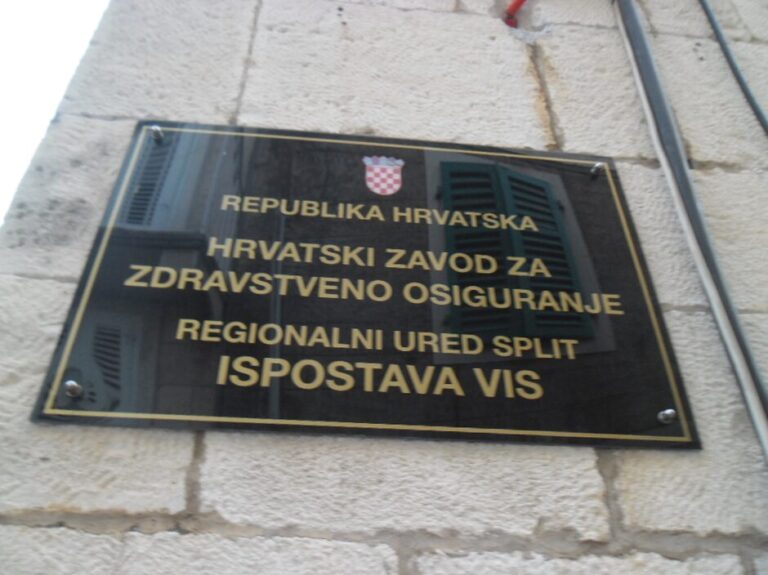 REPUBLIKA HRVATSKA
HRVATSKI ZAVOD ZA
ZDRAVSTVENO OSIGURANJE
REGIONALNI URED SPLIT
ISPOSTAVA VIS